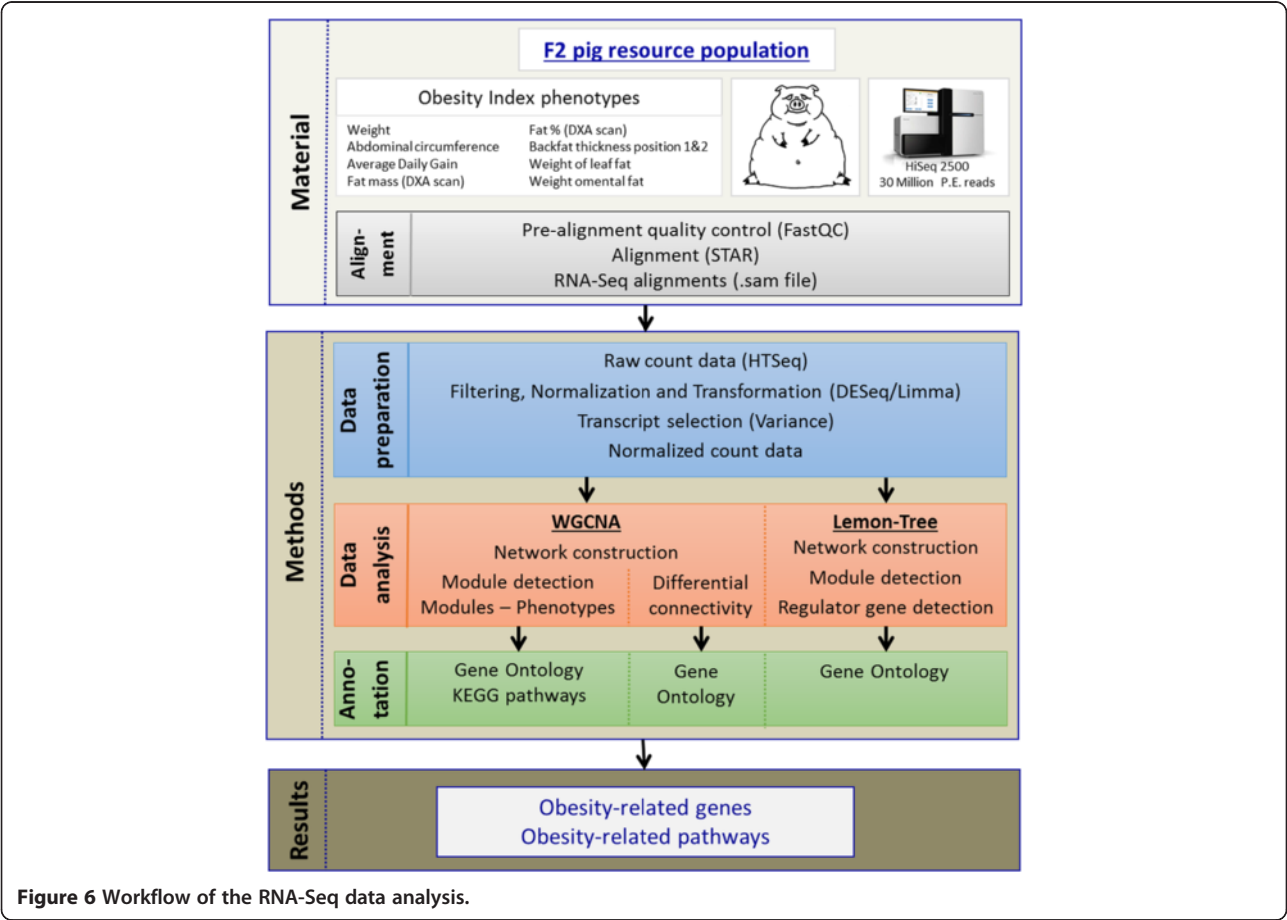 F2 pig resource population
Material
Obesity Index phenotypes
Weight
Abdominal circumference
Average Daily Gain
Fat mass (DXA scan)
Fat % (DXA scan)
Backfat thickness position 1&2
Weight of leaf fat
Weight omental fat
HiSeq 2500
30 Million P.E. reads
Align-
ment
Pre-alignment quality control (FastQC)
Alignment (STAR)
RNA-Seq alignments (.sam file)
Methods
Data
preparation
Raw count data (HTSeq)
Filtering, Normalization and Transformation (DESeq/Limma)
Transcript selection (Variance)
Normalized count data
Data
analysis
WGCNA
Network construction
Module detection
Modules – Phenotypes
Differential
connectivity
Lemon-Tree
Network construction
Module detection
Regulator gene detection
Anno-
tation
Gene Ontology
KEGG pathways
Gene
Ontology
Gene Ontology
Results
Obesity-related genes
Obesity-related pathways
Figure 6 Workflow of the RNA-Seq data analysis.